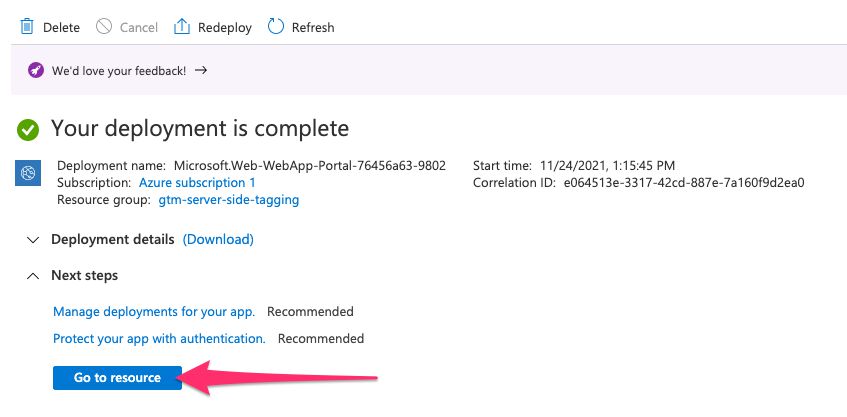 Delete Cancel Redeploy Refresh
We'd love your feedback! →
Your deployment is complete
Deployment name: Microsoft.Web-WebApp-Portal-76456a63-9802 Start time: 11/24/2021, 1:15:45 PM
Subscription: Azure subscription 1 Correlation ID: e064513e-3317-42cd-887e-7a160f9d2ea0
Resource group: gtm-server-side-tagging
Deployment details (Download)
Next steps
Manage deployments for your app. Recommended
Protect your app with authentication. Recommended
Go to resource